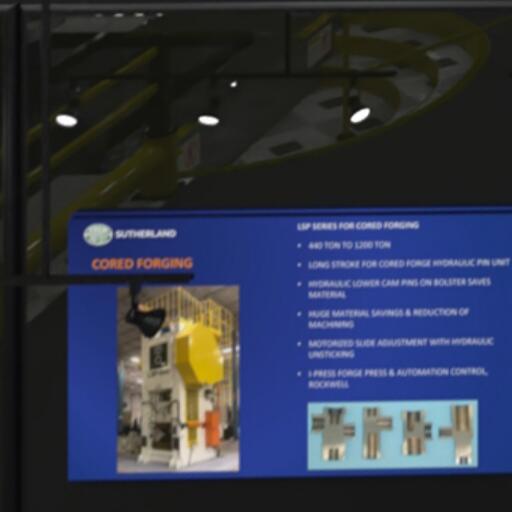 SUTHERLAND
CORED FORGING
LSP SERIES FOR CORED FORGING
• 440 TON TO 1200 TON
• LONG STROKE FOR CORED FORGE HYDRAULIC PIN UNIT
• HYDRAULIC LOWER CAM PINS ON BOLSTER SAVES
MATERIAL
• HUGE MATERIAL SAVINGS & REDUCTION OF
MACHINING
• MOTORIZED SLIDE ADJUSTMENT WITH HYDRAULIC
UNSTICKING
• I-PRESS FORGE PRESS & AUTOMATION CONTROL,
ROCKWELL